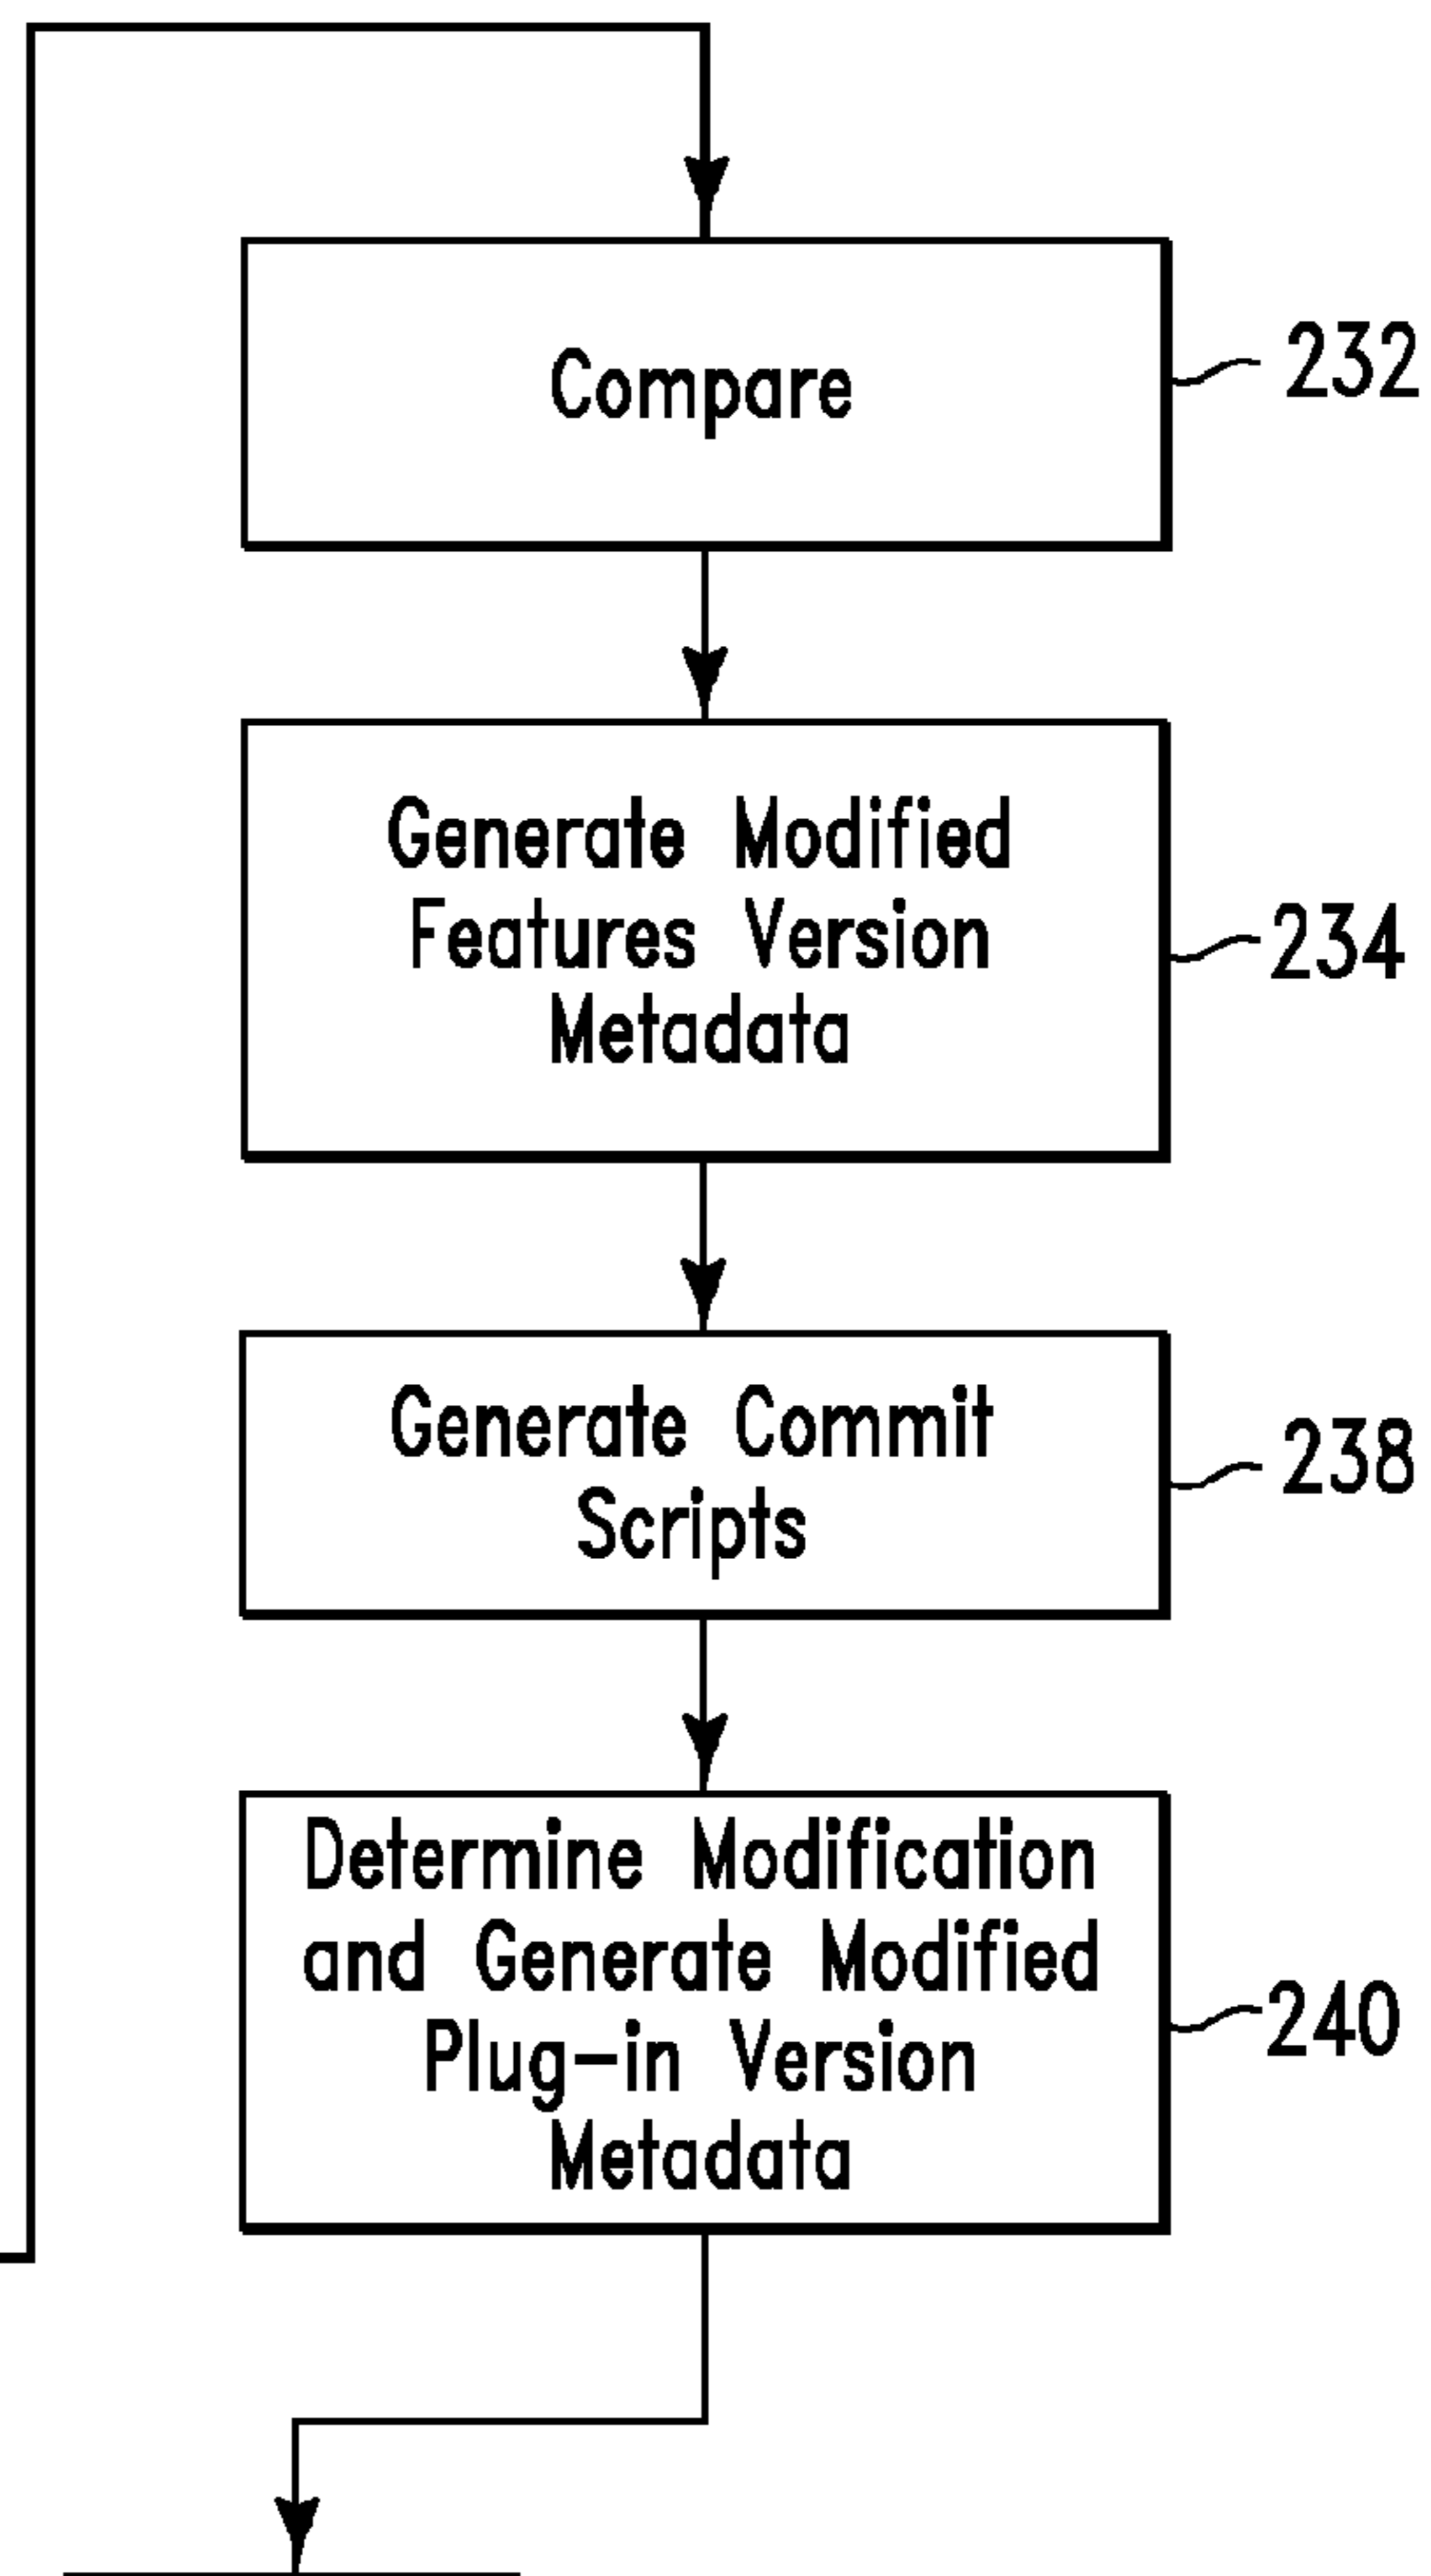 Compare
232
Generate Modified
Features Version
Metadata
234
Generate Commit
Scripts
238
Determine Modification
and Generate Modified
Plug-in Version
Metadata
240